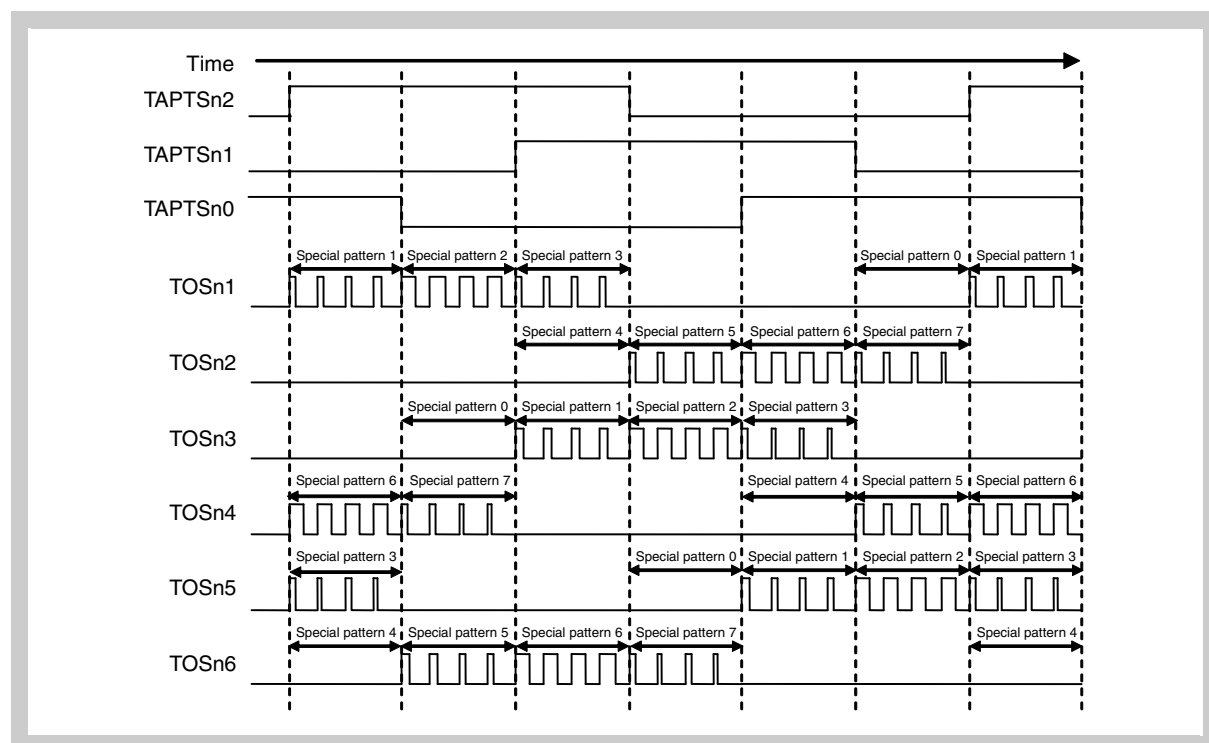 Time
TAPTSn2
TAPTSn1
TAPTSn0
Special pattern 1 Special pattern 2 Special pattern 3 Special pattern 0 Special pattern 1
TOSn1
Special pattern 4 Special pattern 5 Special pattern 6 Special pattern 7
TOSn2
Special pattern 0 Special pattern 1 Special pattern 2 Special pattern 3
TOSn3
Special pattern 6 Special pattern 7 Special pattern 4 Special pattern 5 Special pattern 6
TOSn4
Special pattern 3 Special pattern 0 Special pattern 1 Special pattern 2 Special pattern 3
TOSn5
Special pattern 4 Special pattern 5 Special pattern 6 Special pattern 7 Special pattern 4
TOSn6